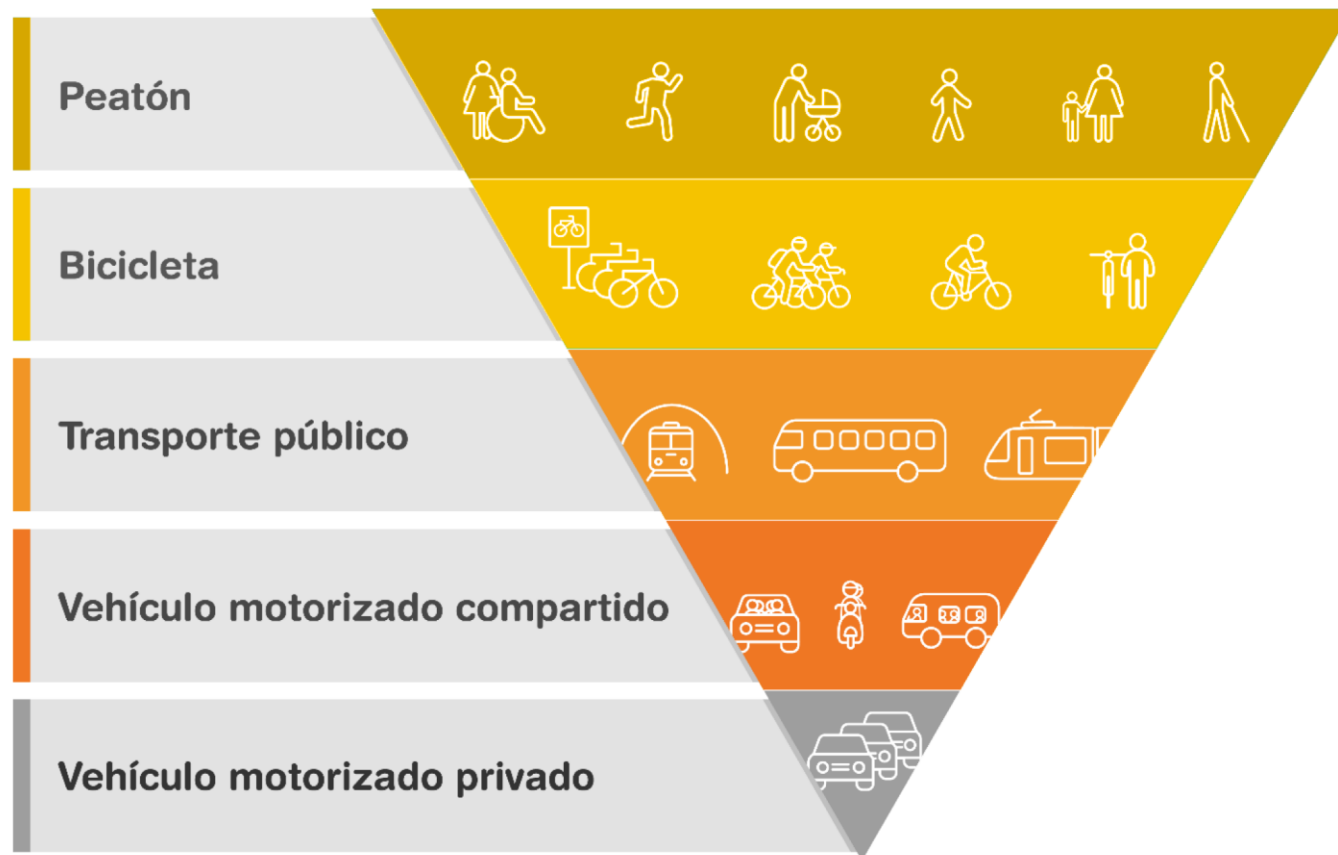 Peatón
Bicicleta
Transporte público
Vehículo motorizado compartido
Vehículo motorizado privado